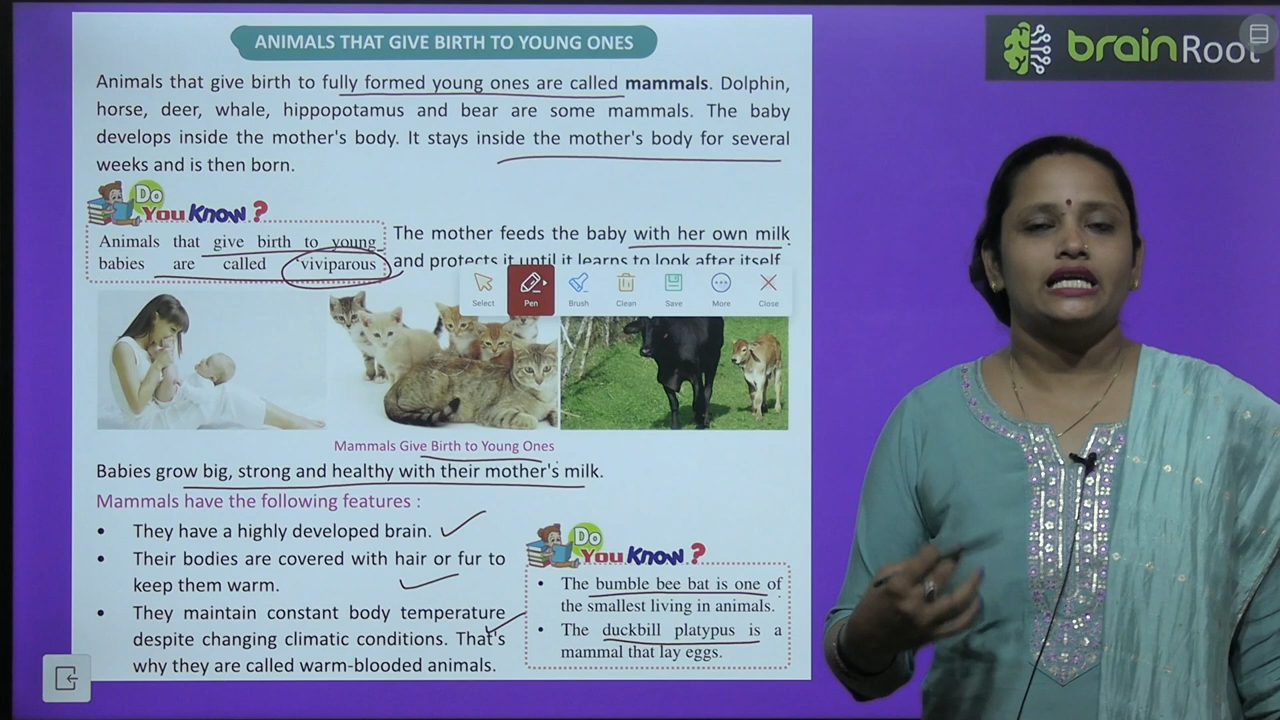 ANIMALS THAT GIVE BIRTH TO YOUNG ONES
brainRoot
Animals that give birth to fully formed young ones are called mammals. Dolphin,
horse, deer, whale, hippopotamus and bear are some mammals. The baby
develops inside the mother's body. It stays inside the mother's body for several
weeks and is then born.
Do
You Know ?
Animals that give birth to young
babies are called 'viviparous
The mother feeds the baby with her own milk
and protects it until it learns to look after itself.
Select
Pen
Brush
Clean
Save
More
Close
Mammals Give Birth to Young Ones
Babies grow big, strong and healthy with their mother's milk.
Mammals have the following features :
• They have a highly developed brain.
• Their bodies are covered with hair or fur to
keep them warm.
• They maintain constant body temperature
despite changing climatic conditions. That's
why they are called warm-blooded animals.
Do
You Know ?
• The bumble bee bat is one of
the smallest living in animals.
• The duckbill platypus is a
mammal that lay eggs.